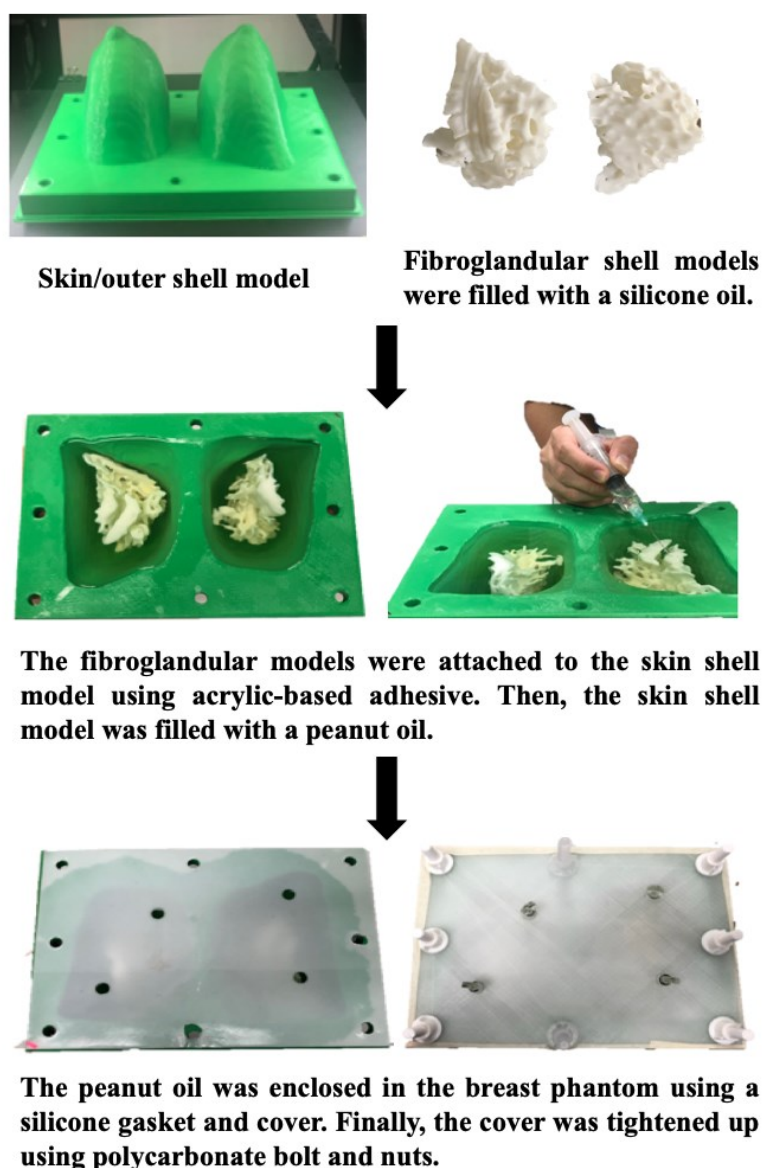 Skin/outer shell model
Fibroglandular shell models
were filled with a silicone oil.
The fibroglandular models were attached to the skin shell
model using acrylic-based adhesive. Then, the skin shell
model was filled with a peanut oil.
The peanut oil was enclosed in the breast phantom using a
silicone gasket and cover. Finally, the cover was tightened up
using polycarbonate bolt and nuts.